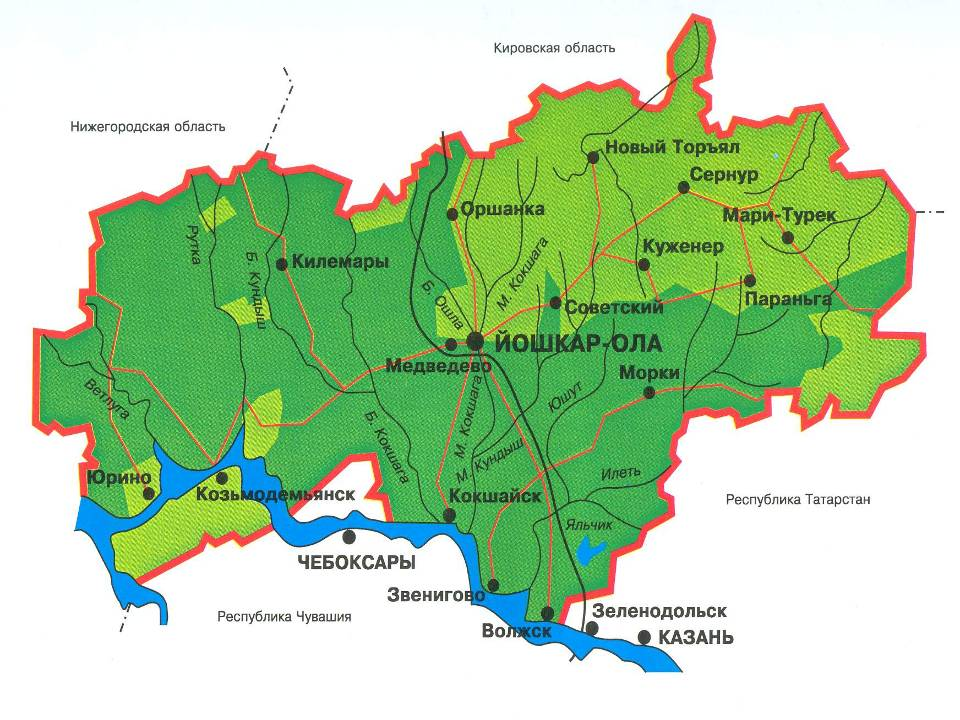 Кировская область
Нижегородская область
Новый Торъял
Сернур
Оршанка
Мари-Турек
Рутка
Б. Кундыш
Килемары
М. Кокшага
Куженер
Б. Ошла
Советский
Параньга
ЙОШКАР-ОЛА
Медведево
Морки
Ветлуга
Б. Кокшага
М. Кокшага
Юшут
М. Кундыш
Илеть
Юрино
Козьмодемьянск
Кокшайск
Республика Татарстан
Яльчик
ЧЕБОКСАРЫ
Звенигово
Республика Чувашия
Зеленодольск
Волжск
КАЗАНЬ